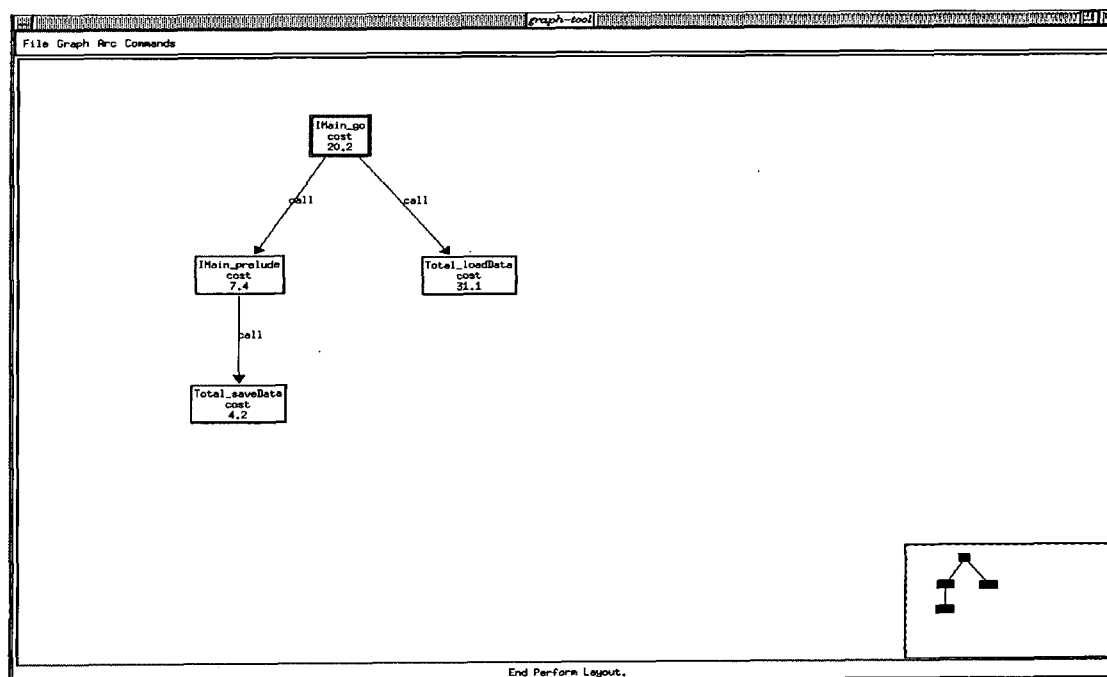 graph-tool
File Graph Arc Commands
IMain_go
cost
20.2
call
call
IMain_prelude
cost
7.4
Total_loadData
cost
31.1
call
Total_saveData
cost
4.2
End Perform Layout.